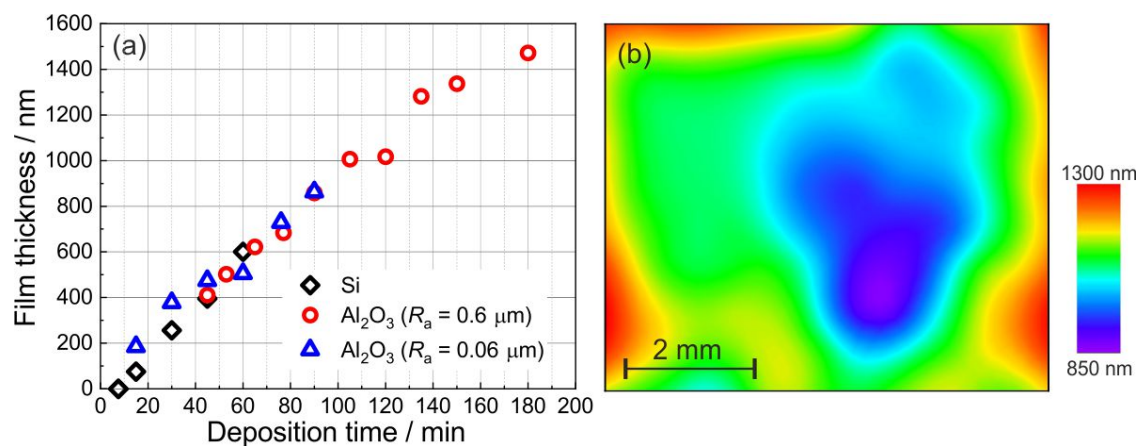 (a)
Film thickness / nm
1600
1400
1200
1000
800
600
400
200
0
0 20 40 60 80 100 120 140 160 180 200
Deposition time / min
Si
Al₂O₃ (Rₐ = 0.6 μm)
Al₂O₃ (Rₐ = 0.06 μm)
(b)
2 mm
1300 nm
850 nm